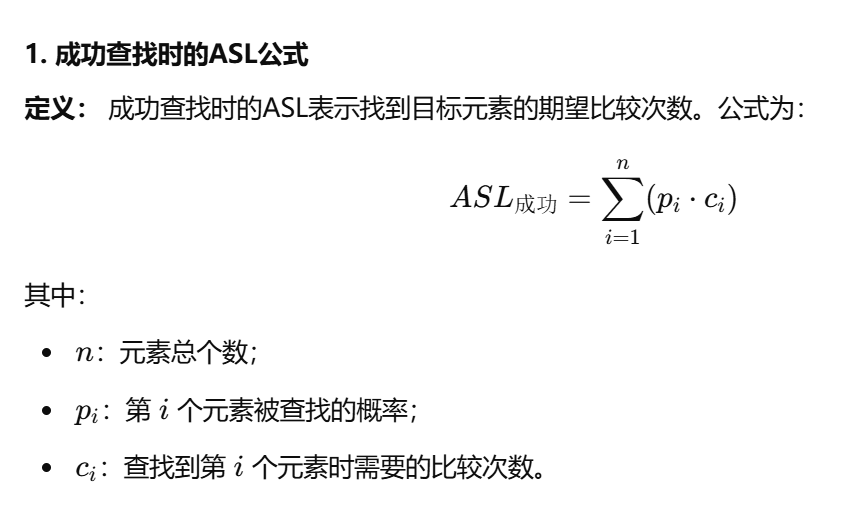 1. 成功查找时的ASL公式
定义： 成功查找时的ASL表示找到目标元素的期望比较次数。公式为：
$ASL_{成功} = \sum_{i=1}^{n} (p_i \cdot c_i)$
其中：
• $n$：元素总个数；
• $p_i$：第 $i$ 个元素被查找的概率；
• $c_i$：查找到第 $i$ 个元素时需要的比较次数。